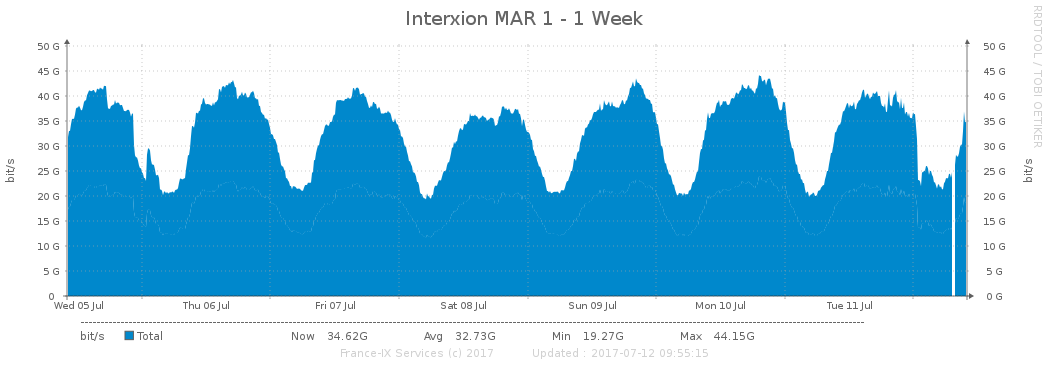 Interxion MAR 1 - 1 Week
RRDTOOL / TOBI OETIKER
50 G 50 G
45 G 45 G
40 G 40 G
35 G 35 G
30 G 30 G
25 G 25 G
20 G 20 G
15 G 15 G
10 G 10 G
5 G 5 G
0 0 G
bit/s bit/s
Wed 05 Jul Thu 06 Jul Fri 07 Jul Sat 08 Jul Sun 09 Jul Mon 10 Jul Tue 11 Jul
bit/s Total Now 34.62G Avg 32.73G Min 19.27G Max 44.15G
France-IX Services (c) 2017 Updated : 2017-07-12 09:55:15